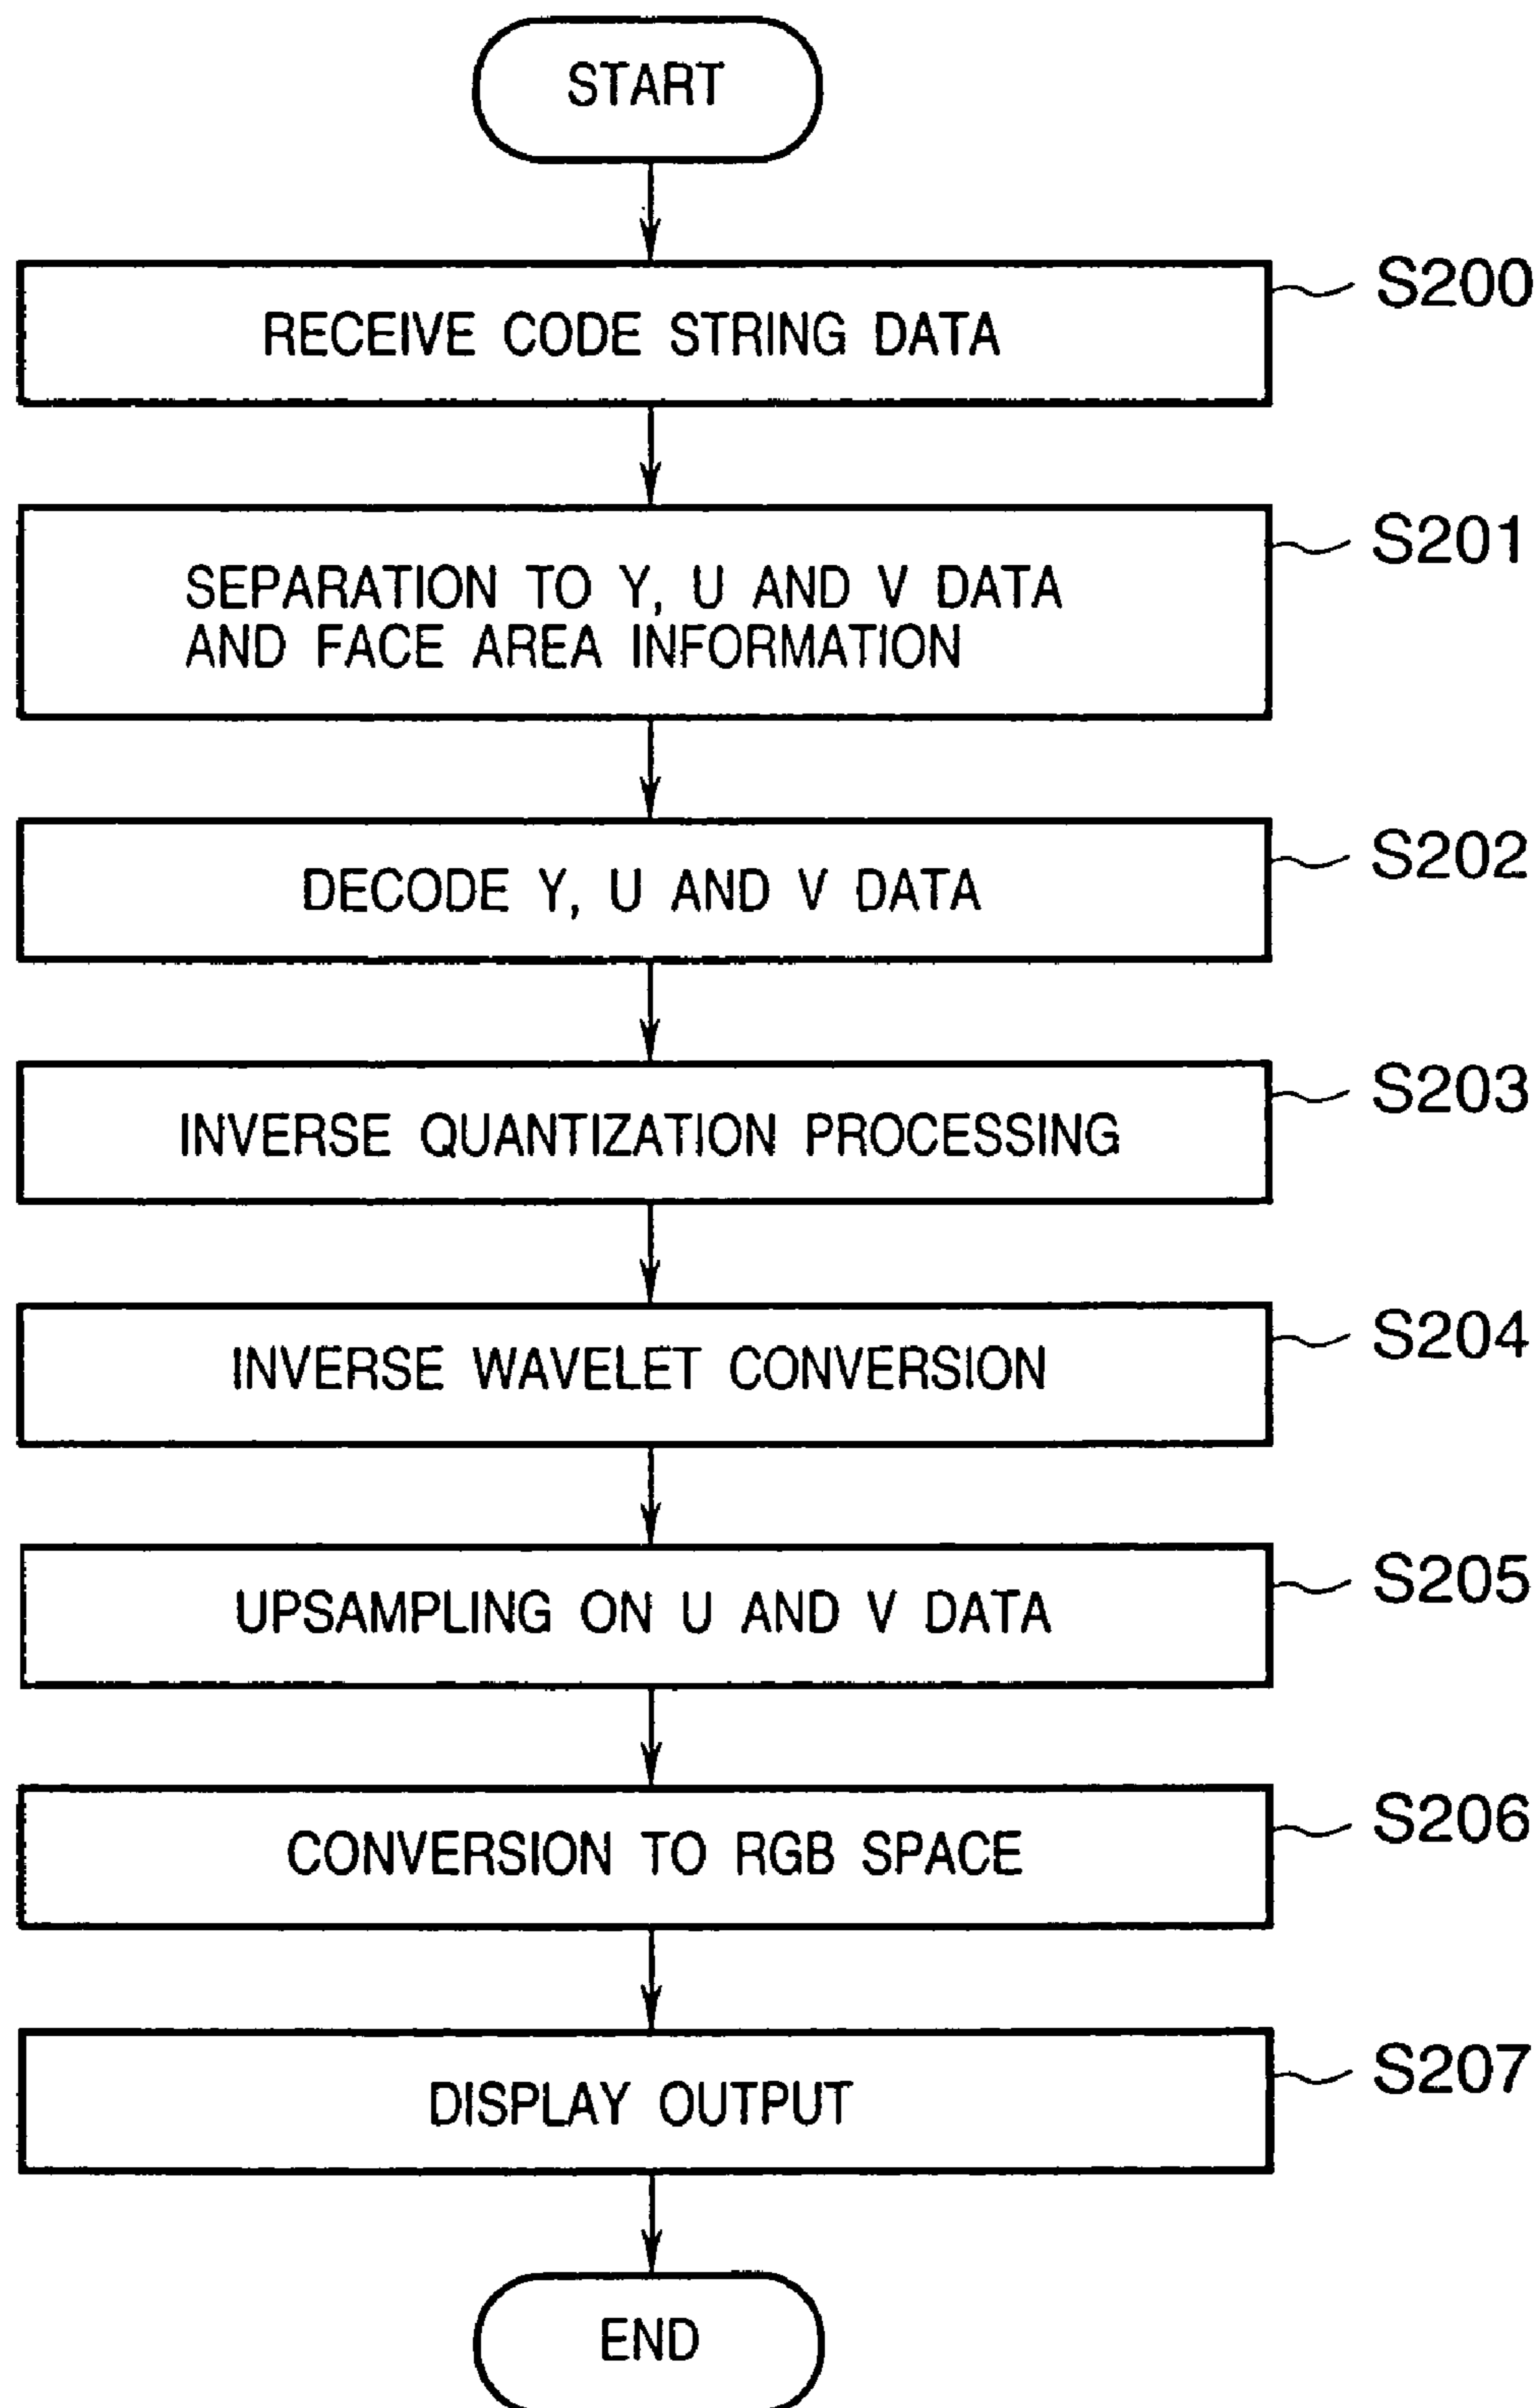 START
S200
RECEIVE CODE STRING DATA
S201
SEPARATION TO Y, U AND V DATA
AND FACE AREA INFORMATION
S202
DECODE Y, U AND V DATA
S203
INVERSE QUANTIZATION PROCESSING
S204
INVERSE WAVELET CONVERSION
S205
UPSAMPLING ON U AND V DATA
S206
CONVERSION TO RGB SPACE
S207
DISPLAY OUTPUT
END